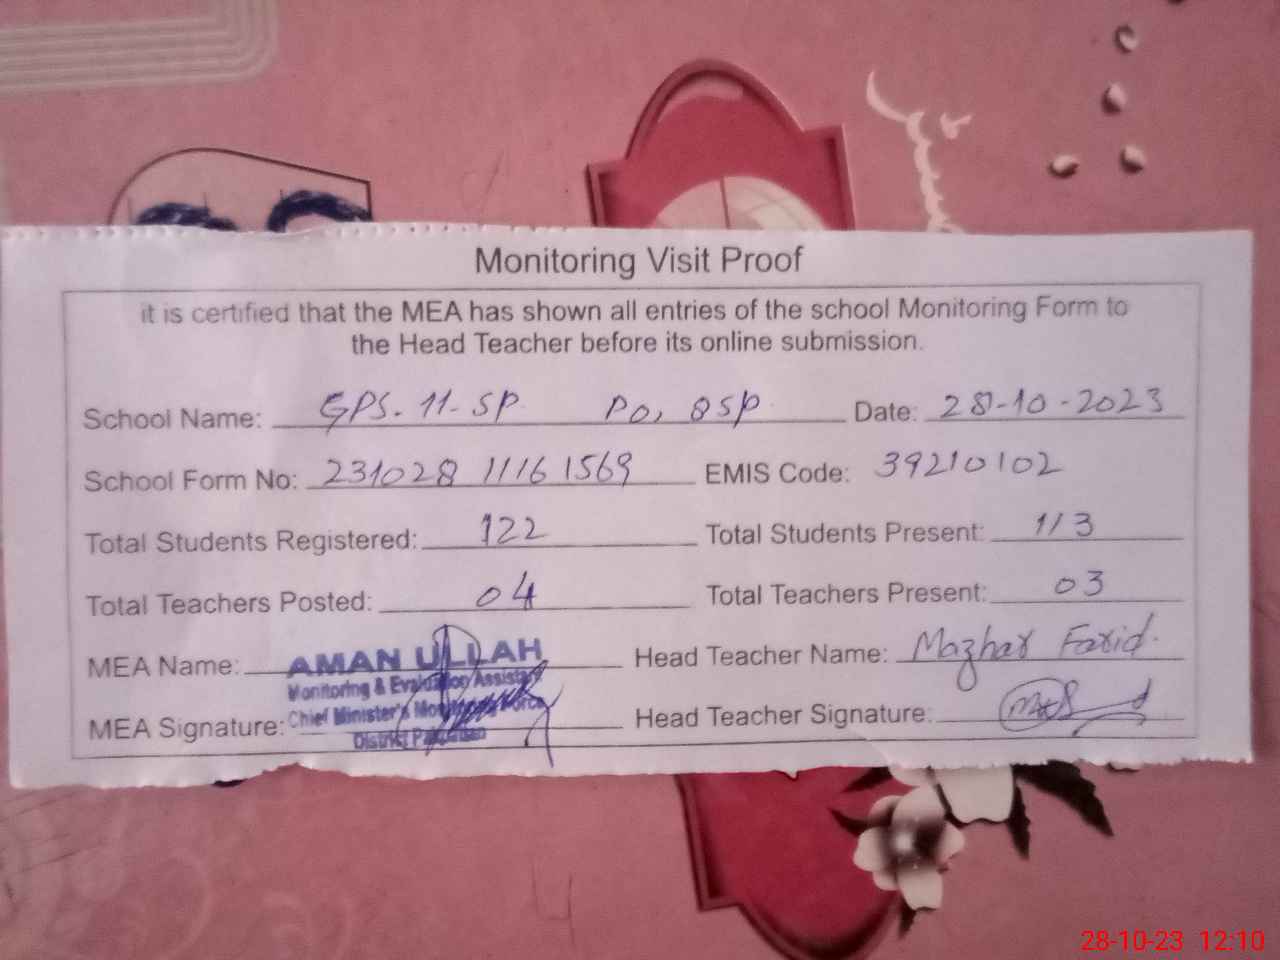 Monitoring Visit Proof
it is certified that the MEA has shown all entries of the school Monitoring Form to
the Head Teacher before its online submission.
School Name: GPS. 11-SP. PO, 8SP. Date: 28-10-2023
School Form No: 231028 11161569 EMIS Code: 39210102
Total Students Registered: 122 Total Students Present: 113
Total Teachers Posted: 04 Total Teachers Present: 03
MEA Name: AMAN ULLAH Head Teacher Name: Mazhar Farid.
Monitoring & Evaluation Assistant
MEA Signature: Chief Minister's Monitoring Force Head Teacher Signature:
District Pakpattan
28-10-23 12:10